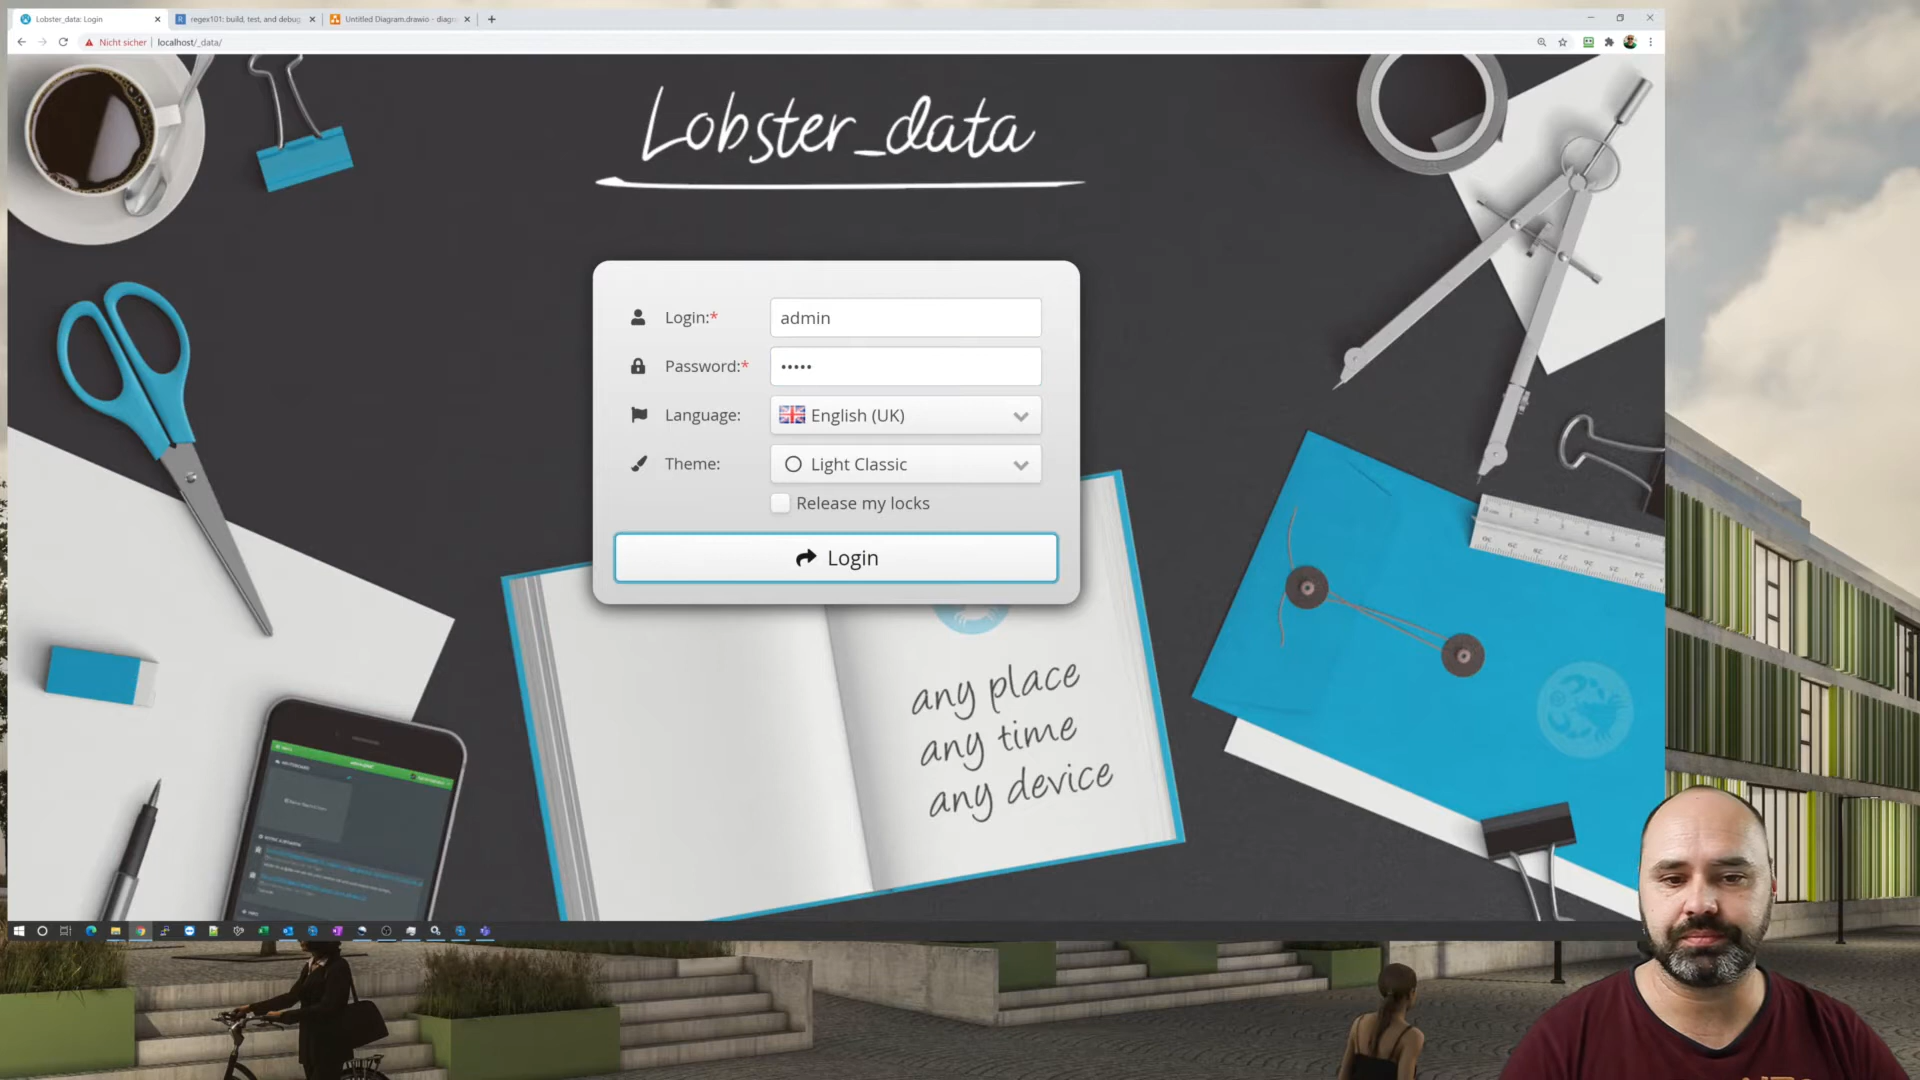 Lobster_data: Login
regex101: build, test, and debug
Untitled Diagram.drawio - diagr
Nicht sicher
localhost/_data/
Lobster_data
Login:*
admin
Password:*
•••••
Language:
English (UK)
Theme:
Light Classic
Release my locks
Login
any place
any time
any device